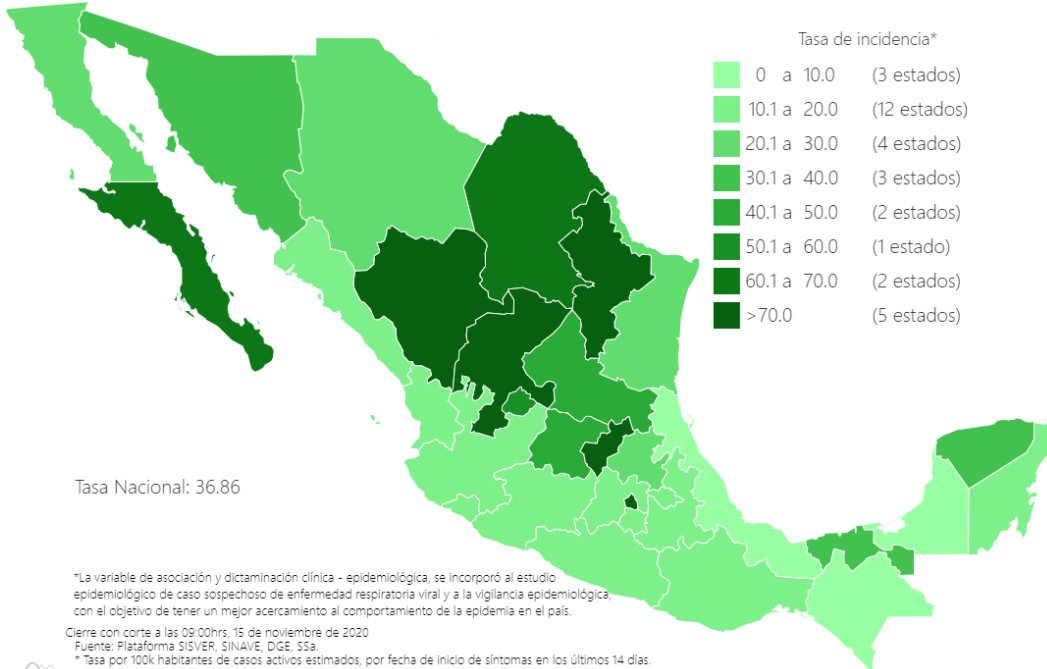 Tasa de incidencia*
0 a 10.0 (3 estados)
10.1 a 20.0 (12 estados)
20.1 a 30.0 (4 estados)
30.1 a 40.0 (3 estados)
40.1 a 50.0 (2 estados)
50.1 a 60.0 (1 estado)
60.1 a 70.0 (2 estados)
>70.0 (5 estados)
Tasa Nacional: 36.86
*La variable de asociación y dictaminación clínica - epidemiológica, se incorporó al estudio
epidemiológico de caso sospechoso de enfermedad respiratoria viral y a la vigilancia epidemiológica,
con el objetivo de tener un mejor acercamiento al comportamiento de la epidemia en el país.
Cierre con corte a las 09:00hrs, 15 de noviembre de 2020
Fuente: Plataforma SISVER, SINAVE, DGE, SSa.
* Tasa por 100k habitantes de casos activos estimados, por fecha de inicio de síntomas en los últimos 14 días.